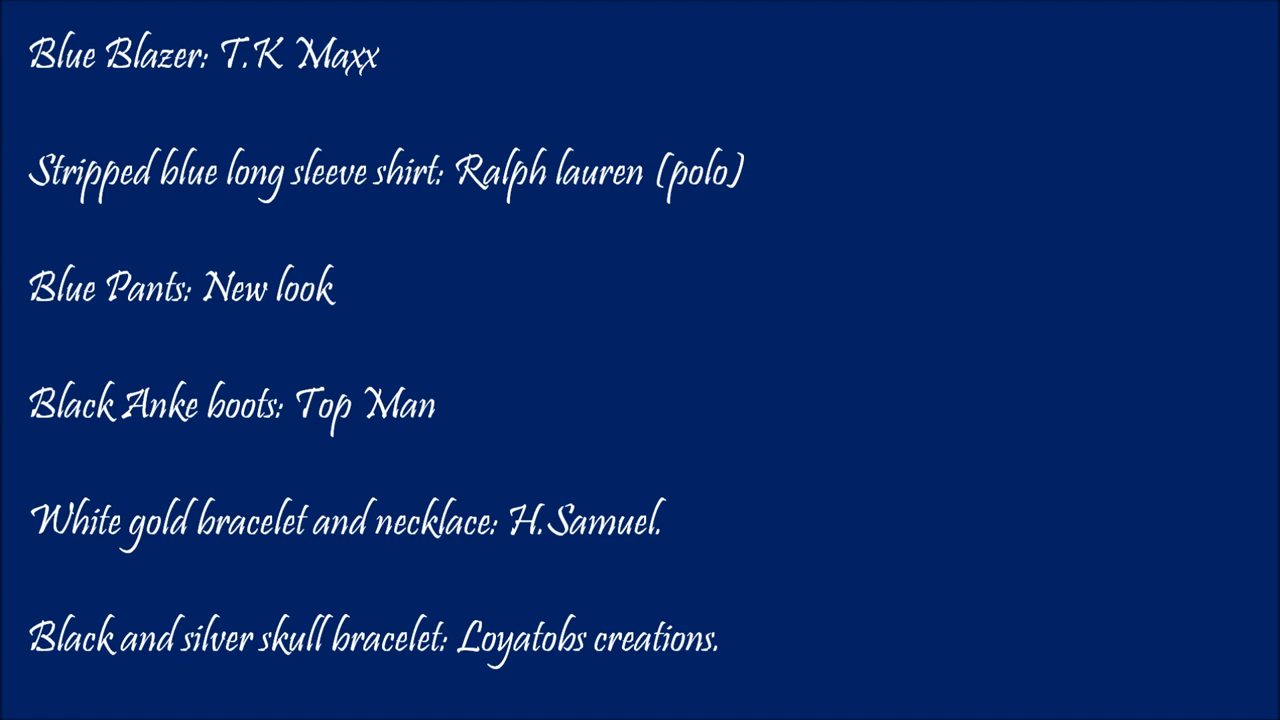 Blue Blazer: T.K Maxx
Stripped blue long sleeve shirt: Ralph lauren (polo)
Blue Pants: New look
Black Anke boots: Top Man
White gold bracelet and necklace: H.Samuel.
Black and silver skull bracelet: Loyatobs creations.